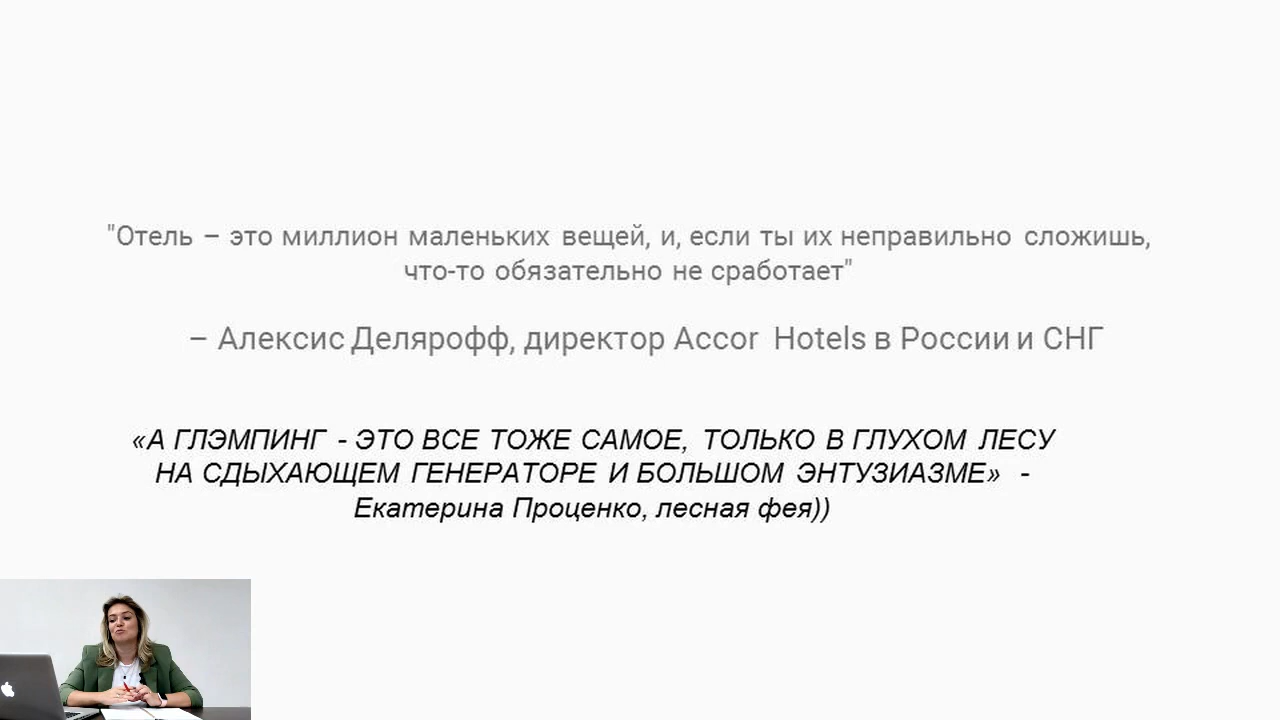 "Отель – это миллион маленьких вещей, и, если ты их неправильно сложишь,
что-то обязательно не сработает"
– Алексис Делярофф, директор Accor Hotels в России и СНГ
«А ГЛЭМПИНГ - ЭТО ВСЕ ТОЖЕ САМОЕ, ТОЛЬКО В ГЛУХОМ ЛЕСУ
НА СДЫХАЮЩЕМ ГЕНЕРАТОРЕ И БОЛЬШОМ ЭНТУЗИАЗМЕ» -
Екатерина Проценко, лесная фея))